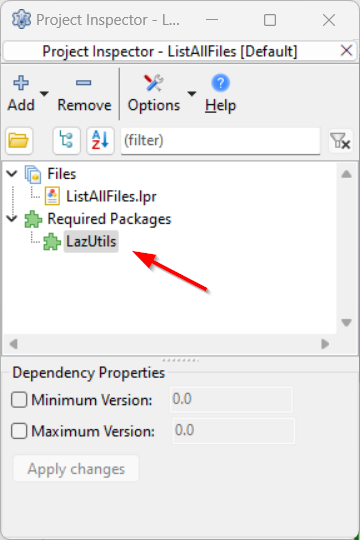 Project Inspector - L...
Project Inspector - ListAllFiles [Default]
Add Remove Options Help
A
Z
(filter)
Files
ListAllFiles.lpr
Required Packages
LazUtils
Dependency Properties
Minimum Version: 0.0
Maximum Version: 0.0
Apply changes